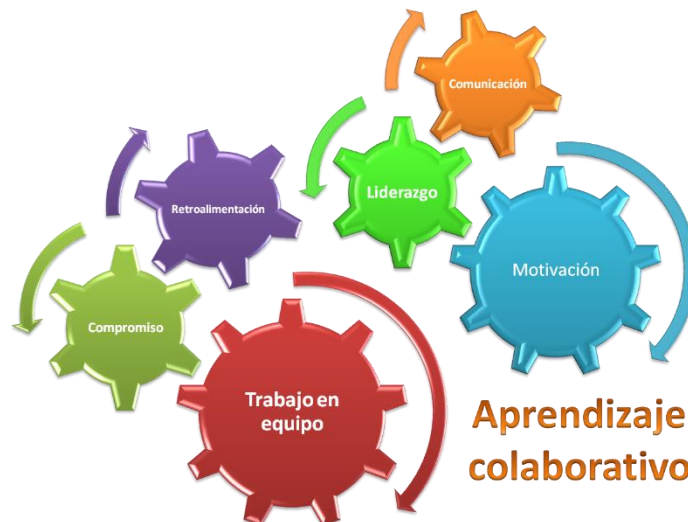 Comunicación
Liderazgo
Retroalimentación
Motivación
Compromiso
Trabajo en
equipo
Aprendizaje
colaborativo